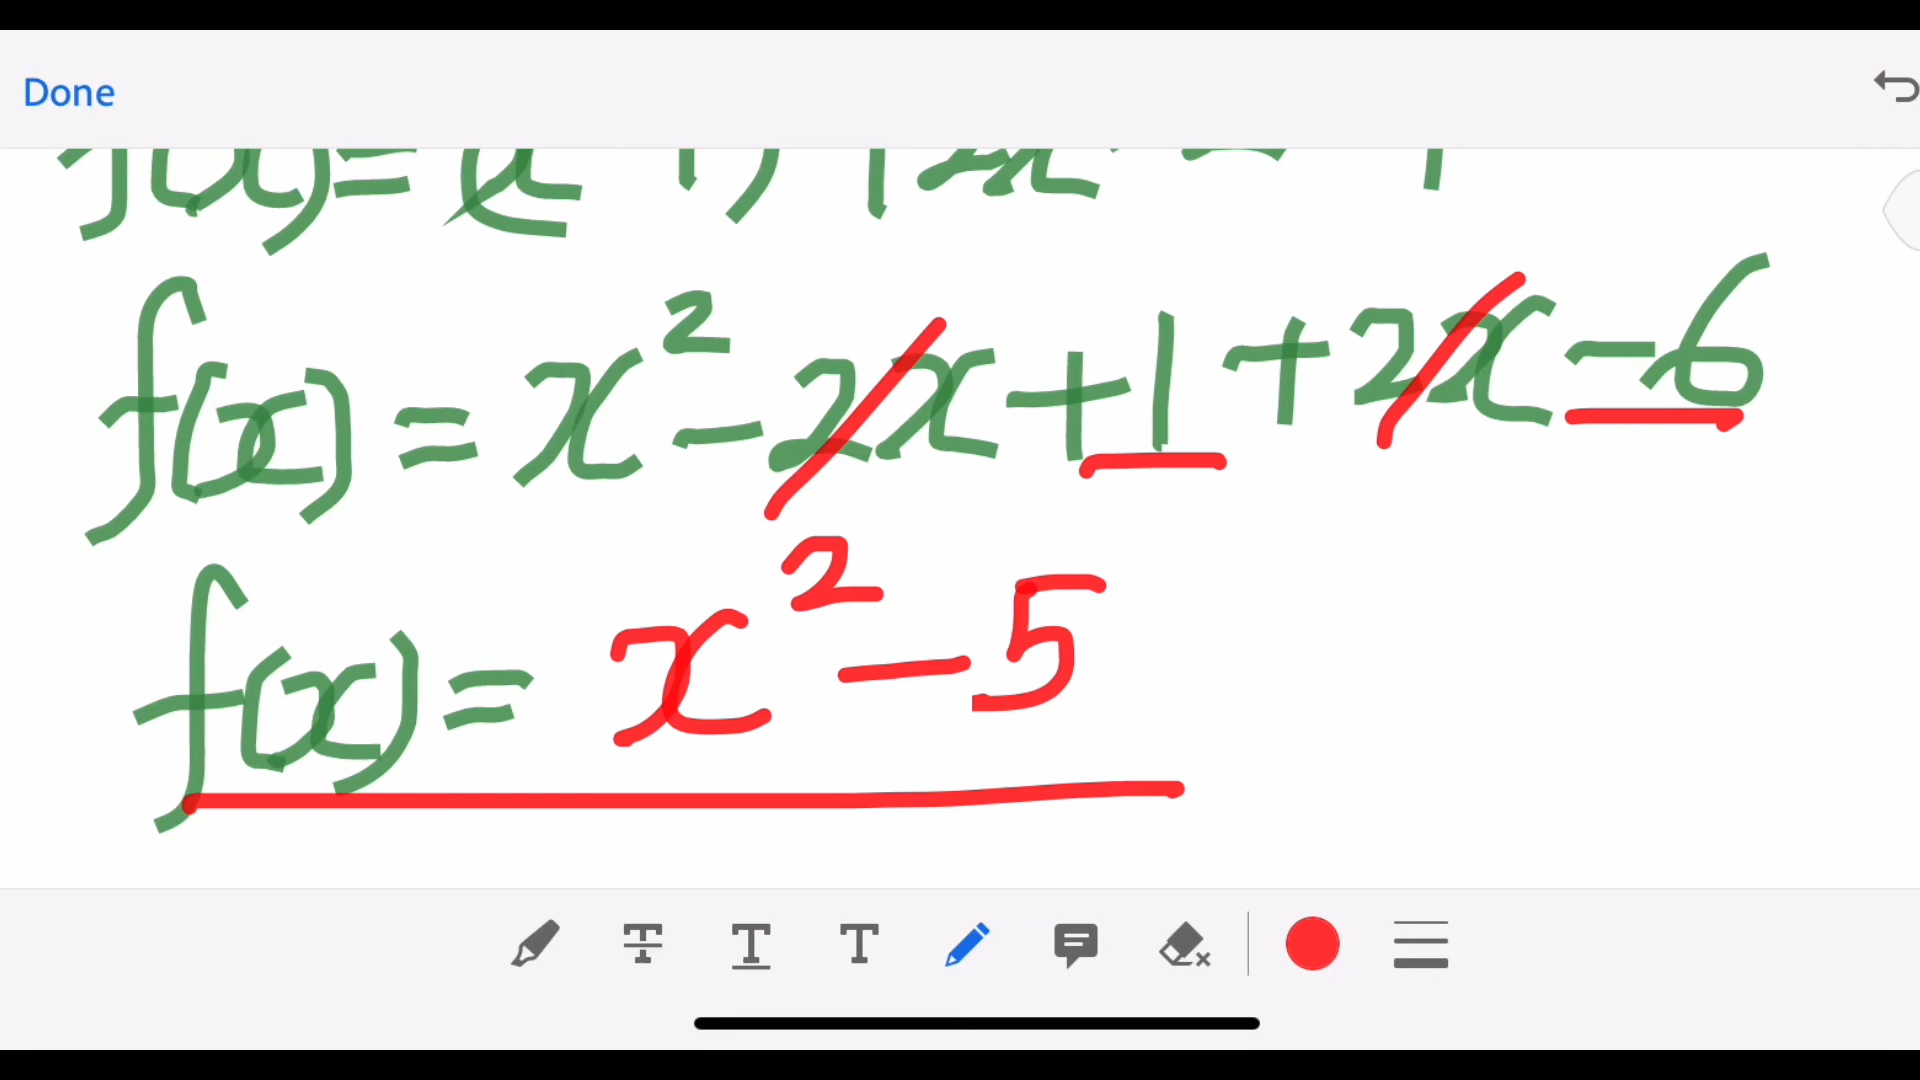 Done
f(x)=
f(x) = x² - 2x + 1 + 2x - 6
f(x) = x² - 5